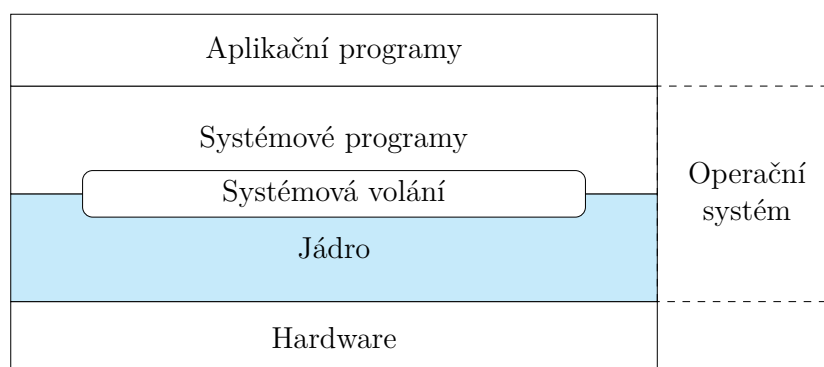 Aplikační programy
Systémové programy
Systémová volání
Jádro
Hardware
Operační
systém